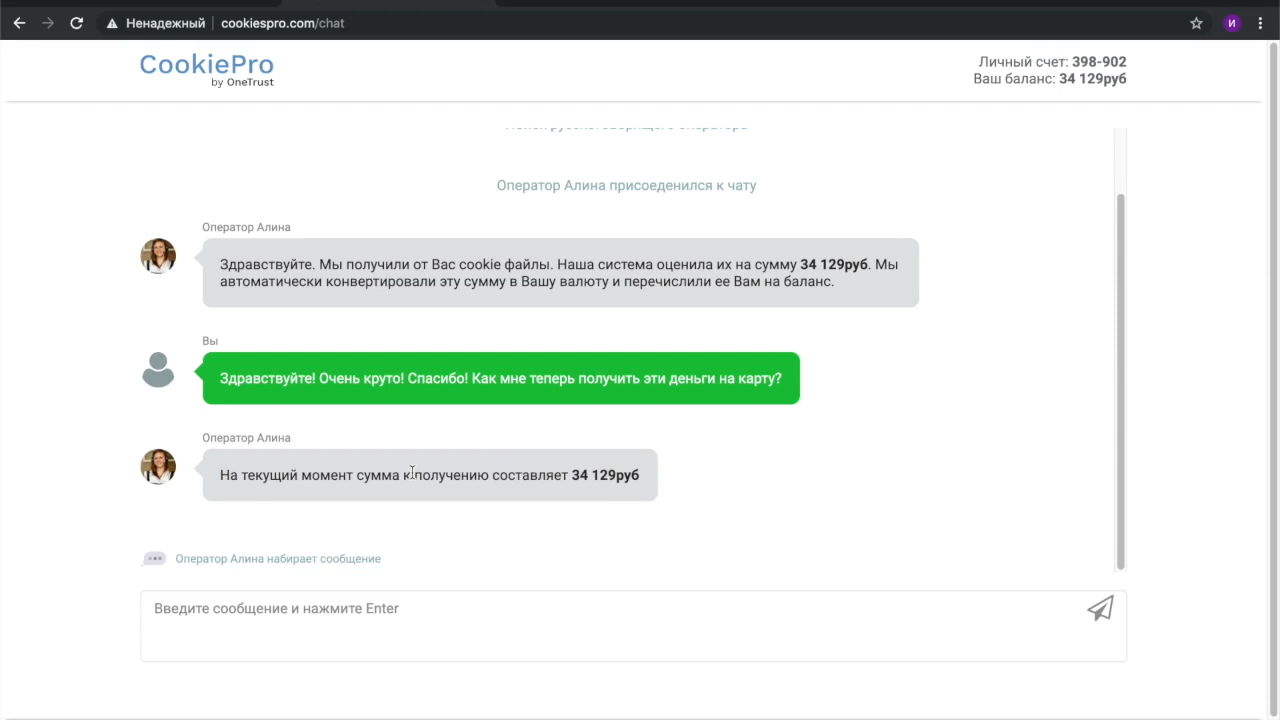 Ненадежный
cookiespro.com/chat
И
CookiePro
by OneTrust
Личный счет: 398-902
Ваш баланс: 34 129руб
Оператор Алина присоеденился к чату
Оператор Алина
Здравствуйте. Мы получили от Вас cookie файлы. Наша система оценила их на сумму 34 129руб. Мы
автоматически конвертировали эту сумму в Вашу валюту и перечислили ее Вам на баланс.
Вы
Здравствуйте! Очень круто! Спасибо! Как мне теперь получить эти деньги на карту?
Оператор Алина
На текущий момент сумма к получению составляет 34 129руб
Оператор Алина набирает сообщение
Введите сообщение и нажмите Enter